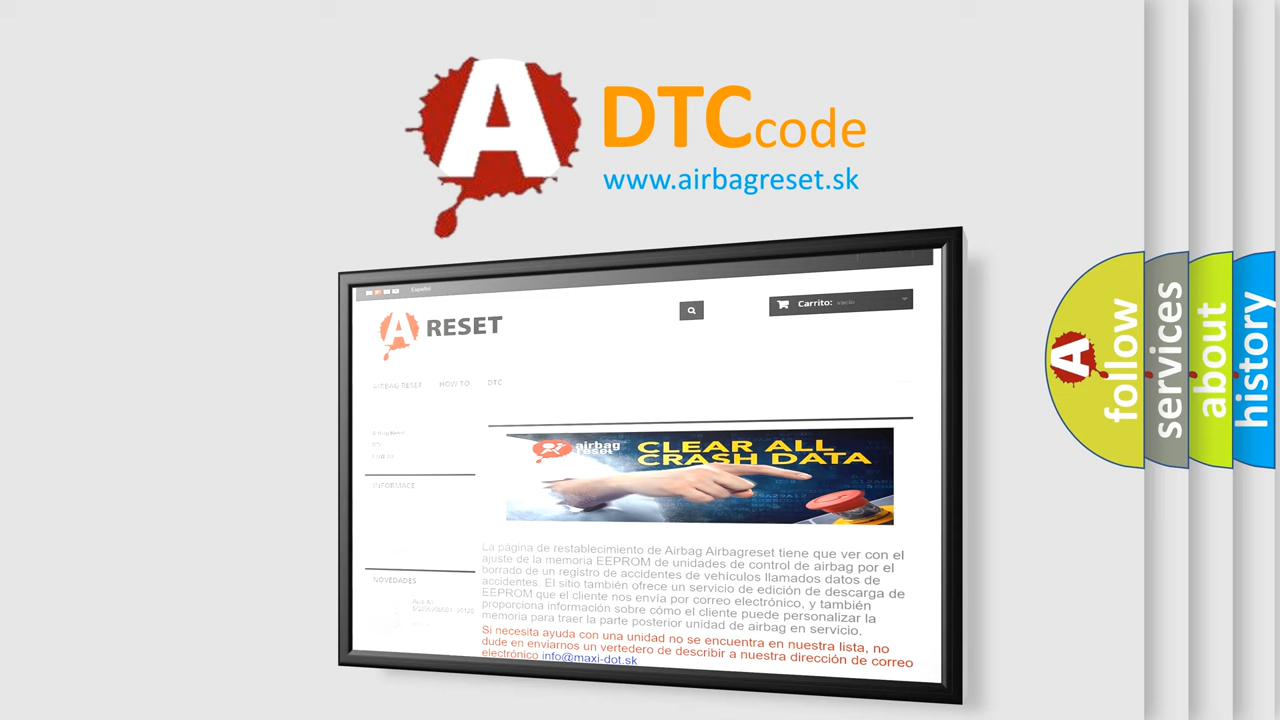 A DTCcode
www.airbagreset.sk
Español
A RESET
Carrito: vacío
AIRBAG RESET HOW TO DTC
INFORMACE
CLEAR ALL
CRASH DATA
airbag
reset
La página de restablecimiento de Airbag Airbagreset tiene que ver con el
ajuste de la memoria EEPROM de unidades de control de airbag por el
borrado de un registro de accidentes de vehículos llamados datos de
accidentes. El sitio también ofrece un servicio de edición de descarga de
EEPROM que el cliente nos envía por correo electrónico, y también
proporciona información sobre cómo el cliente puede personalizar la
memoria para traer la parte posterior unidad de airbag en servicio.
Si necesita ayuda con una unidad no se encuentra en nuestra lista, no
dude en enviarnos un vertedero de describir a nuestra dirección de correo
electrónico info@maxi-dot.sk
NOVEDADES
A follow
services
about
history